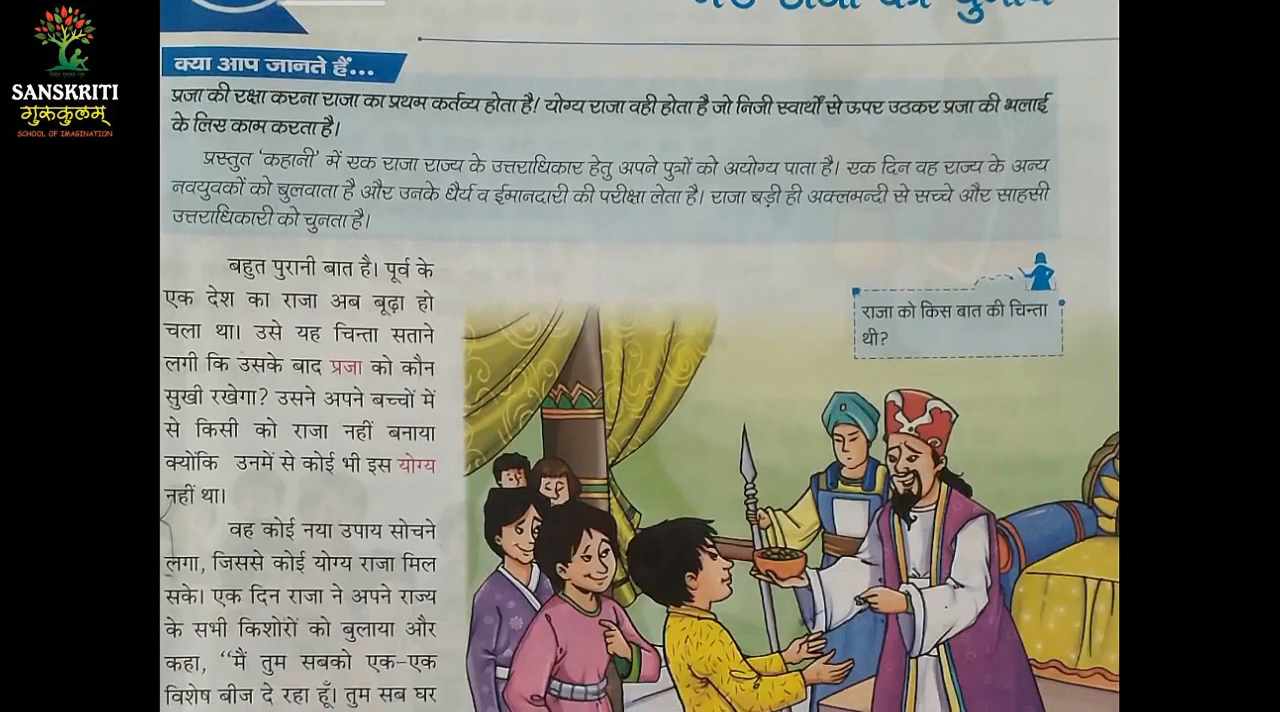 SANSKRITI
गुरुकुलम्
SCHOOL OF IMAGINATION
क्या आप जानते हैं...
प्रजा की रक्षा करना राजा का प्रथम कर्तव्य होता है। योग्य राजा वही होता है जो निजी स्वार्थों से ऊपर उठकर प्रजा की भलाई
के लिए काम करता है।
प्रस्तुत ‘कहानी’ में एक राजा राज्य के उत्तराधिकार हेतु अपने पुत्रों को अयोग्य पाता है। एक दिन वह राज्य के अन्य
नवयुवकों को बुलवाता है और उनके धैर्य व ईमानदारी की परीक्षा लेता है। राजा बड़ी ही अक्लमन्दी से सच्चे और साहसी
उत्तराधिकारी को चुनता है।
बहुत पुरानी बात है। पूर्व के
एक देश का राजा अब बूढ़ा हो
चला था। उसे यह चिन्ता सताने
लगी कि उसके बाद प्रजा को कौन
सुखी रखेगा? उसने अपने बच्चों में
से किसी को राजा नहीं बनाया
क्योंकि उनमें से कोई भी इस योग्य
नहीं था।
वह कोई नया उपाय सोचने
लगा, जिससे कोई योग्य राजा मिल
सके। एक दिन राजा ने अपने राज्य
के सभी किशोरों को बुलाया और
कहा, “मैं तुम सबको एक-एक
विशेष बीज दे रहा हूँ। तुम सब घर
राजा को किस बात की चिन्ता
थी?